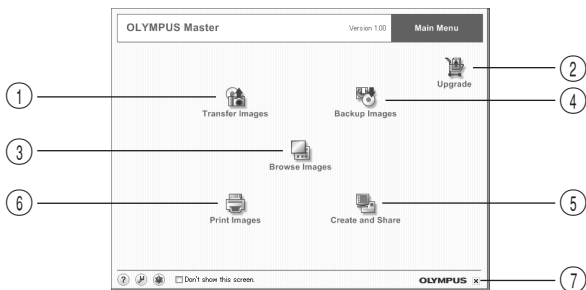 OLYMPUS Master Version 1.00 Main Menu
2
Upgrade
1
Transfer Images
Backup Images
4
3
Browse Images
6
Print Images
Create and Share
5
? Don't show this screen. OLYMPUS x
7